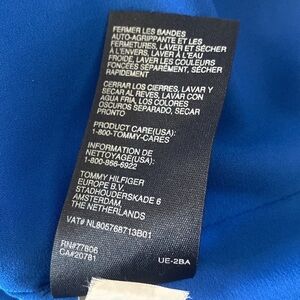 FERMER LES BANDES
AUTO-AGRIPPANTE ET LES
FERMETURES, LAVER ET SÉCHER
À L'ENVERS, LAVER À L'EAU
FROIDE, LAVER LES COULEURS
FONCÉES SÉPARÉMENT, SÉCHER
RAPIDEMENT
CERRAR LOS CIERRES, LAVAR Y
SECAR AL REVES, LAVAR CON
AGUA FRIA, LOS COLORES
OSCUROS SEPARADO, SECAR
PRONTO
PRODUCT CARE(USA):
1-800-TOMMY-CARES
INFORMATION DE
NETTOYAGE(USA):
1-800-866-6922
TOMMY HILFIGER
EUROPE B.V.
STADHOUDERSKADE 6
AMSTERDAM,
THE NETHERLANDS
VAT# NL805768713B01
RN#77806
CA#20781
UE-2BA